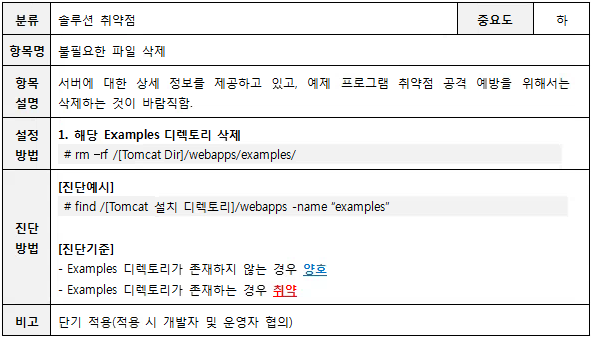 분류 솔루션 취약점 중요도 하
항목명 불필요한 파일 삭제
항목 설명 서버에 대한 상세 정보를 제공하고 있고, 예제 프로그램 취약점 공격 예방을 위해서는
삭제하는 것이 바람직함.
설정 방법 1. 해당 Examples 디렉토리 삭제
# rm –rf /[Tomcat Dir]/webapps/examples/
진단 방법 [진단예시]
# find /[Tomcat 설치 디렉토리]/webapps -name “examples”
[진단기준]
- Examples 디렉토리가 존재하지 않는 경우 양호
- Examples 디렉토리가 존재하는 경우 취약
비고 단기 적용(적용 시 개발자 및 운영자 협의)